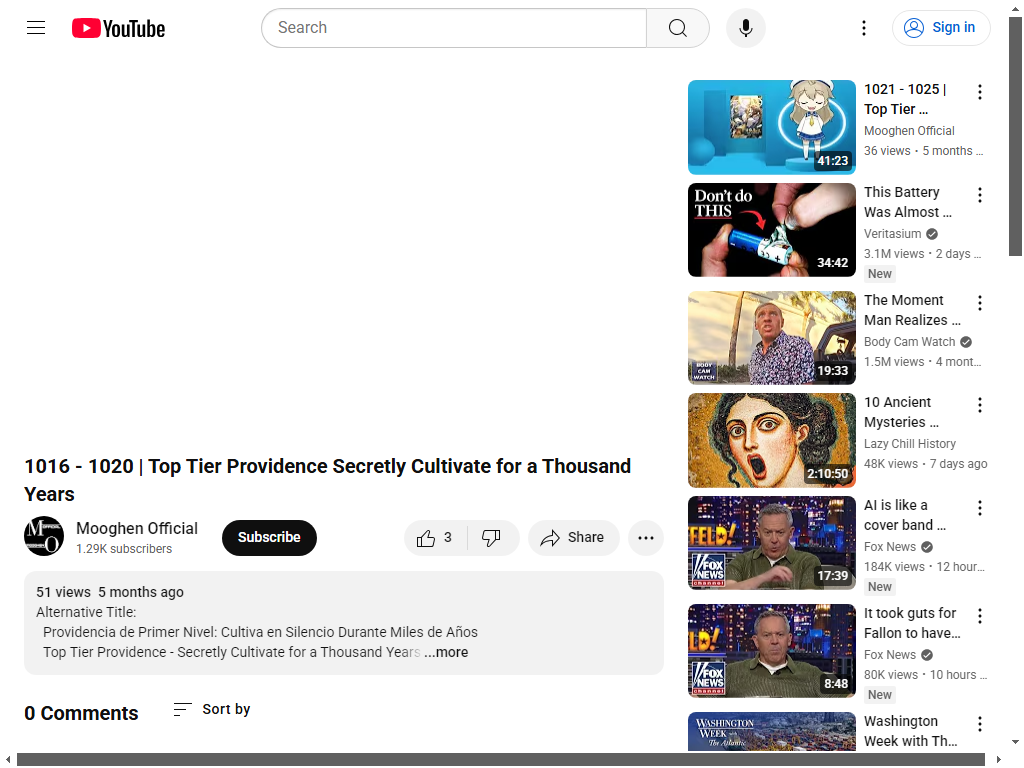 YouTube
Search
Sign in
1016 - 1020 | Top Tier Providence Secretly Cultivate for a Thousand
Years
Mooghen Official
1.29K subscribers
Subscribe
3
Share
51 views 5 months ago
Alternative Title:
Providencia de Primer Nivel: Cultiva en Silencio Durante Miles de Años
Top Tier Providence - Secretly Cultivate for a Thousand Years ...more
0 Comments
Sort by
41:23
1021 - 1025 |
Top Tier ...
Mooghen Official
36 views • 5 months ...
Don't do
THIS
34:42
This Battery
Was Almost ...
Veritasium
3.1M views • 2 days ...
New
BODY
CAM
WATCH
19:33
The Moment
Man Realizes ...
Body Cam Watch
1.5M views • 4 mont...
2:10:50
10 Ancient
Mysteries ...
Lazy Chill History
48K views • 7 days ago
FELD!
FOX
NEWS
channel
17:39
AI is like a
cover band ...
Fox News
184K views • 12 hour...
New
LD!
FOX
NEWS
channel
8:48
It took guts for
Fallon to have...
Fox News
80K views • 10 hours ...
New
WASHINGTON
WEEK with
The Atlantic
Washington
Week with Th...